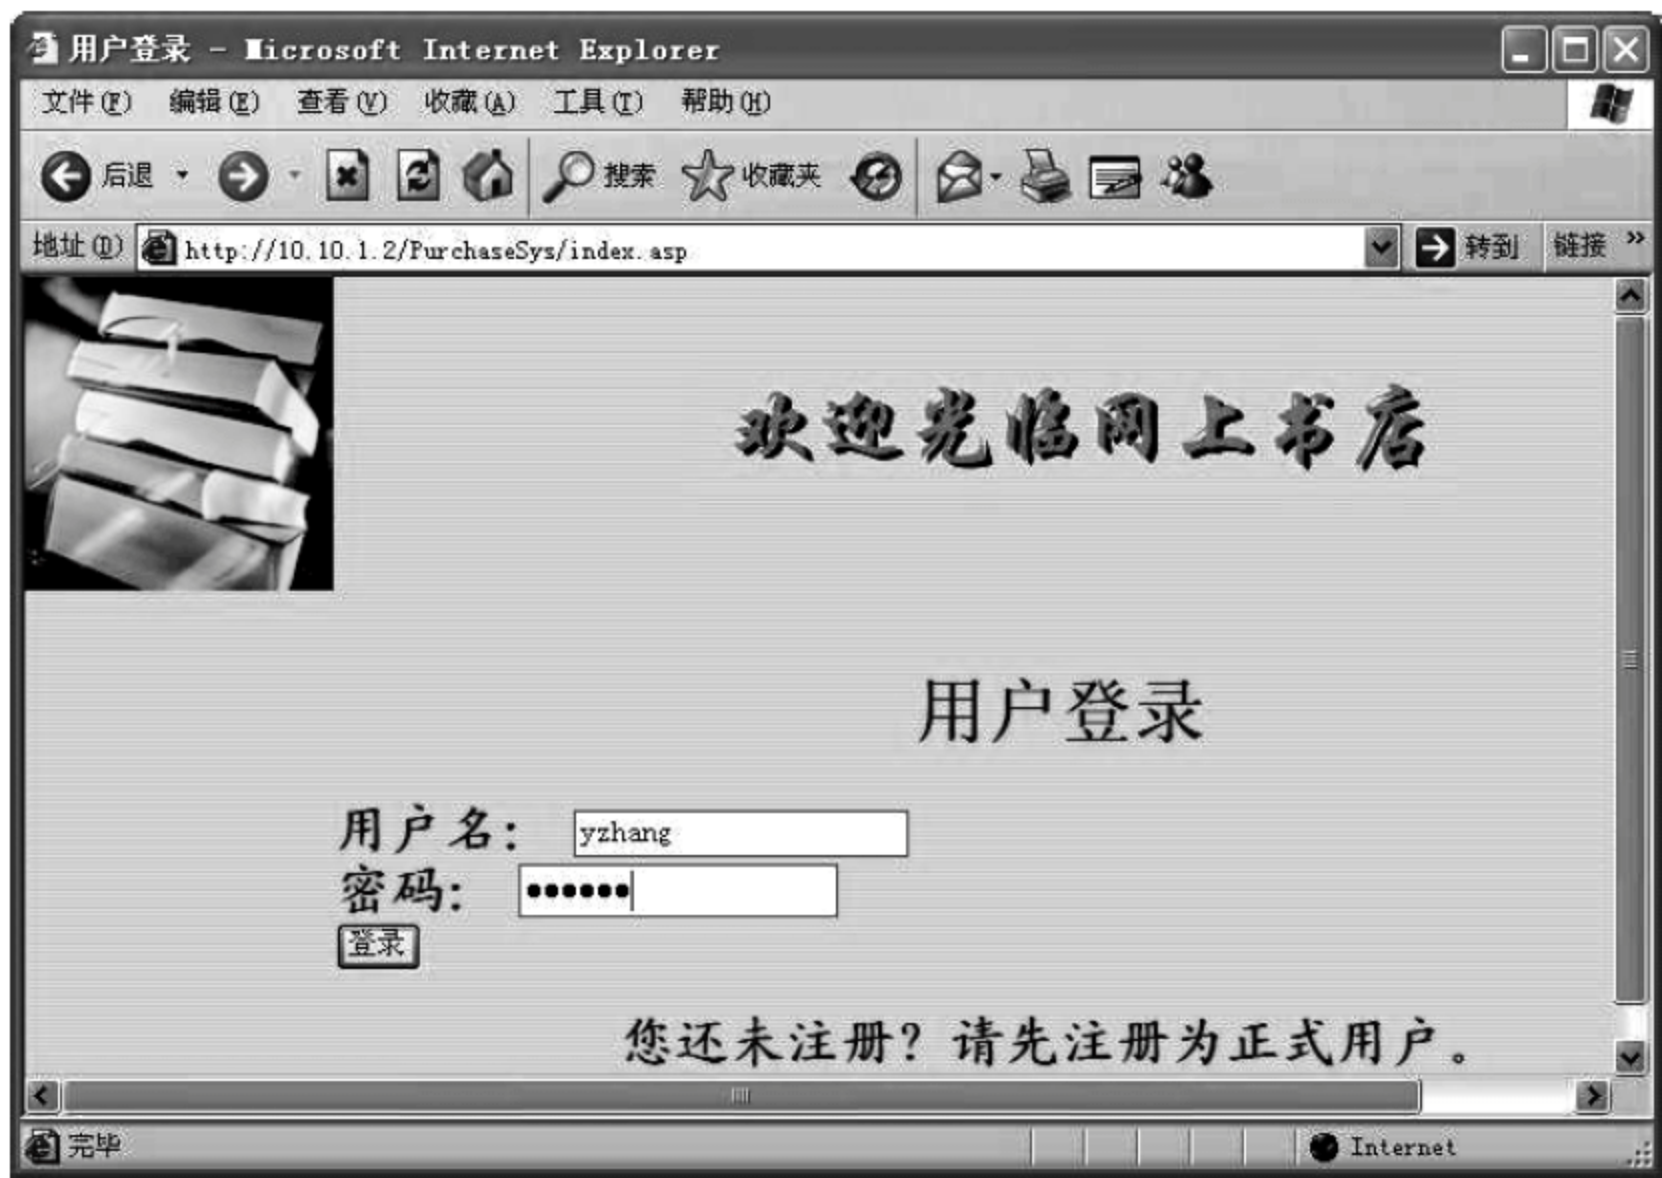 用户登录 - Microsoft Internet Explorer
文件(F) 编辑(E) 查看(V) 收藏(A) 工具(T) 帮助(H)
后退 搜索 收藏夹
地址(D) http://10.10.1.2/PurchaseSys/index.asp 转到 链接 »
欢迎光临网上书店
用户登录
用户名: yzhang
密码: ●●●●●●
登录
您还未注册? 请先注册为正式用户。
完毕 Internet